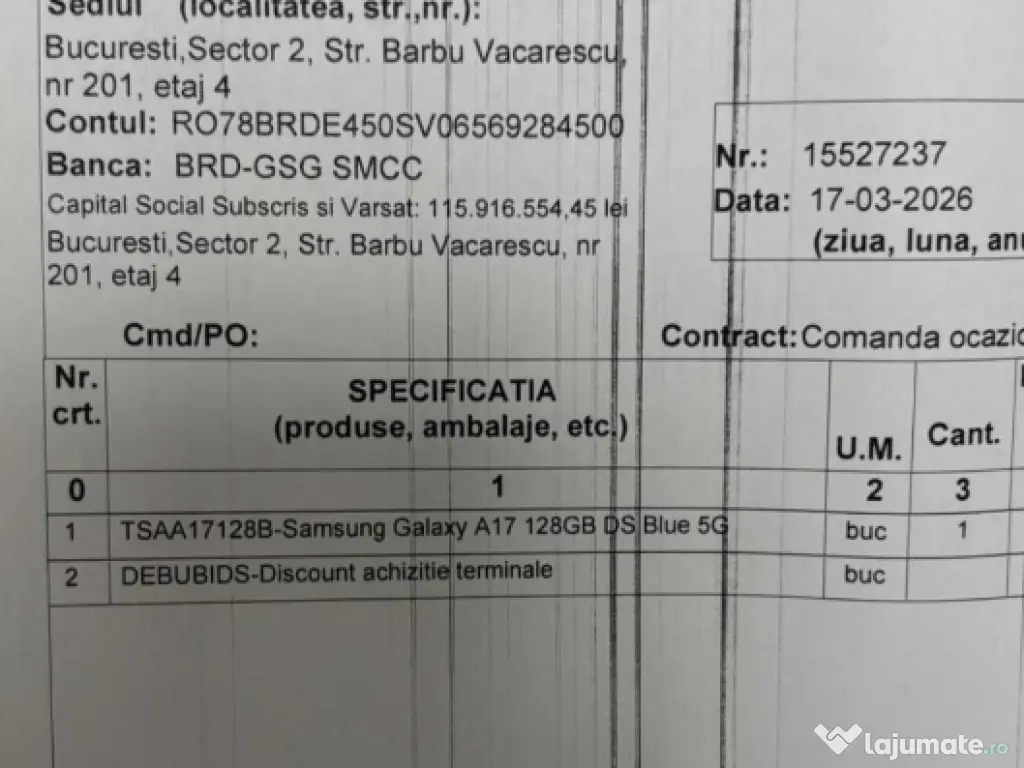 Sediul (localitatea, str.,nr.):
Bucuresti,Sector 2, Str. Barbu Vacarescu,
nr 201, etaj 4
Contul: RO78BRDE450SV06569284500
Banca: BRD-GSG SMCC
Capital Social Subscris si Varsat: 115.916.554,45 lei
Bucuresti,Sector 2, Str. Barbu Vacarescu, nr
201, etaj 4
Nr.: 15527237
Data: 17-03-2026
(ziua, luna, anu
Cmd/PO:
Contract: Comanda ocazio
Nr. crt.
SPECIFICATIA
(produse, ambalaje, etc.)
U.M.
Cant.
0 1 2 3
1 TSAA17128B-Samsung Galaxy A17 128GB DS Blue 5G buc 1
2 DEBUBIDS-Discount achizitie terminale buc
lajumate.ro